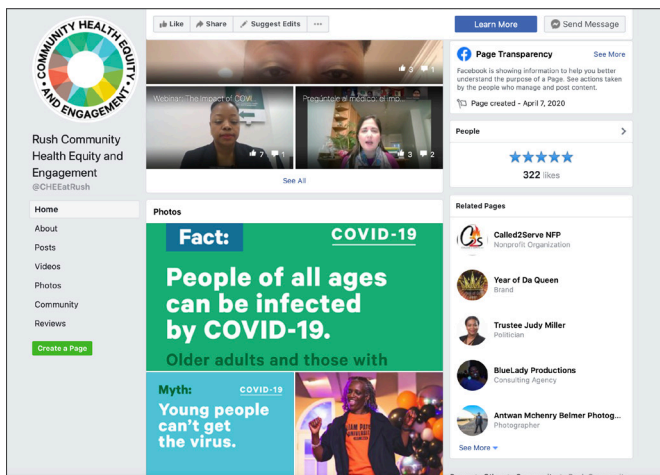 COMMUNITY HEALTH EQUITY
• AND ENGAGEMENT •
Rush Community
Health Equity and
Engagement
@CHEEatRush
Home
About
Posts
Videos
Photos
Community
Reviews
Create a Page
Like
Share
Suggest Edits
Learn More
Send Message
3
1
Webinar: The Impact of COVI...
7
1
Pregúntele el médico: el imp...
3
2
See All
Photos
Fact:
COVID-19
People of all ages
can be infected
by COVID-19.
Older adults and those with
Myth:
COVID-19
Young people
can't get
the virus.
Page Transparency
See More
Facebook is showing information to help you better
understand the purpose of a Page. See actions taken
by the people who manage and post content.
Page created - April 7, 2020
People
322 likes
Related Pages
Called2Serve NFP
Nonprofit Organization
Year of Da Queen
Brand
Trustee Judy Miller
Politician
BlueLady Productions
Consulting Agency
Antwan Mchenry Belmer Photog...
Photographer
See More